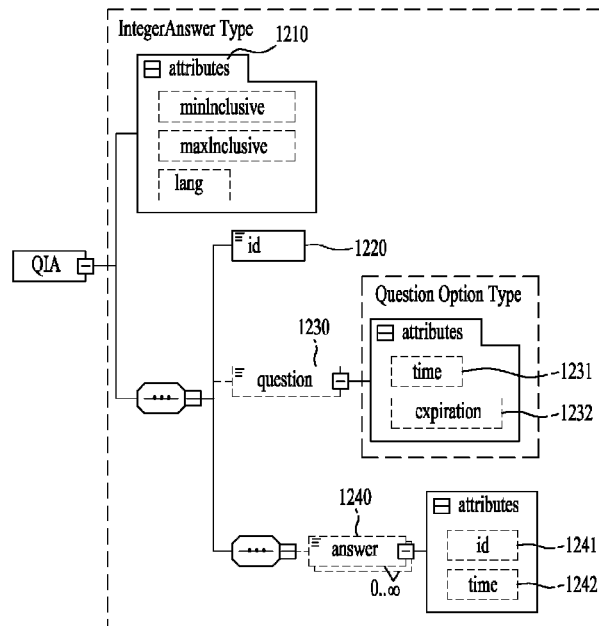 IntegerAnswer Type
1210
attributes
minInclusive
maxInclusive
lang
id
1220
QIA
Question Option Type
1230
attributes
question
time
1231
cxpiration
1232
1240
attributes
answer
id
1241
0..∞
time
1242